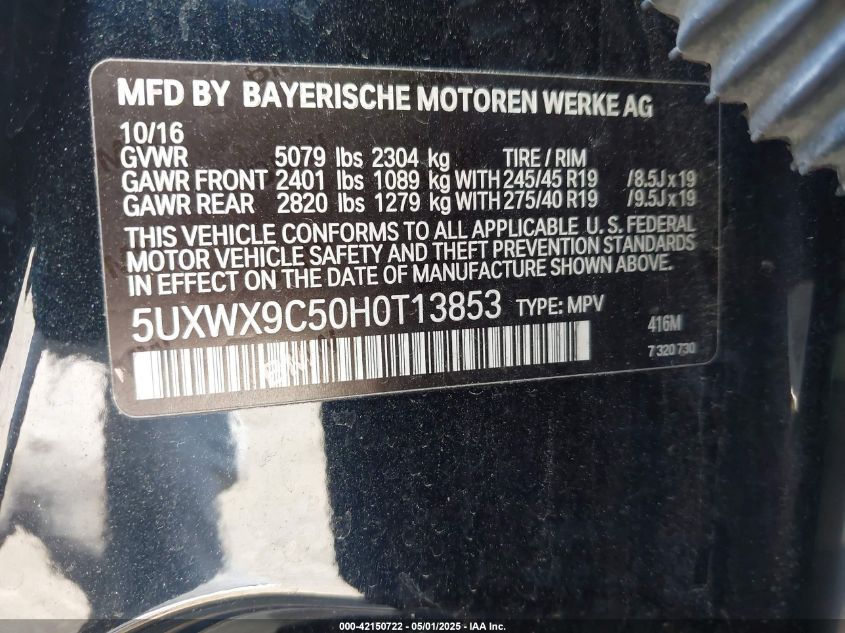 MFD BY BAYERISCHE MOTOREN WERKE AG
10/16
GVWR 5079 lbs 2304 kg TIRE / RIM
GAWR FRONT 2401 lbs 1089 kg WITH 245/45 R19 /8.5J x 19
GAWR REAR 2820 lbs 1279 kg WITH 275/40 R19 /9.5J x 19
THIS VEHICLE CONFORMS TO ALL APPLICABLE U. S. FEDERAL
MOTOR VEHICLE SAFETY AND THEFT PREVENTION STANDARDS
IN EFFECT ON THE DATE OF MANUFACTURE SHOWN ABOVE.
5UXWX9C50H0T13853 TYPE: MPV 416M
7 320 730
000-42150722 — 05/01/2025 — IAA Inc.